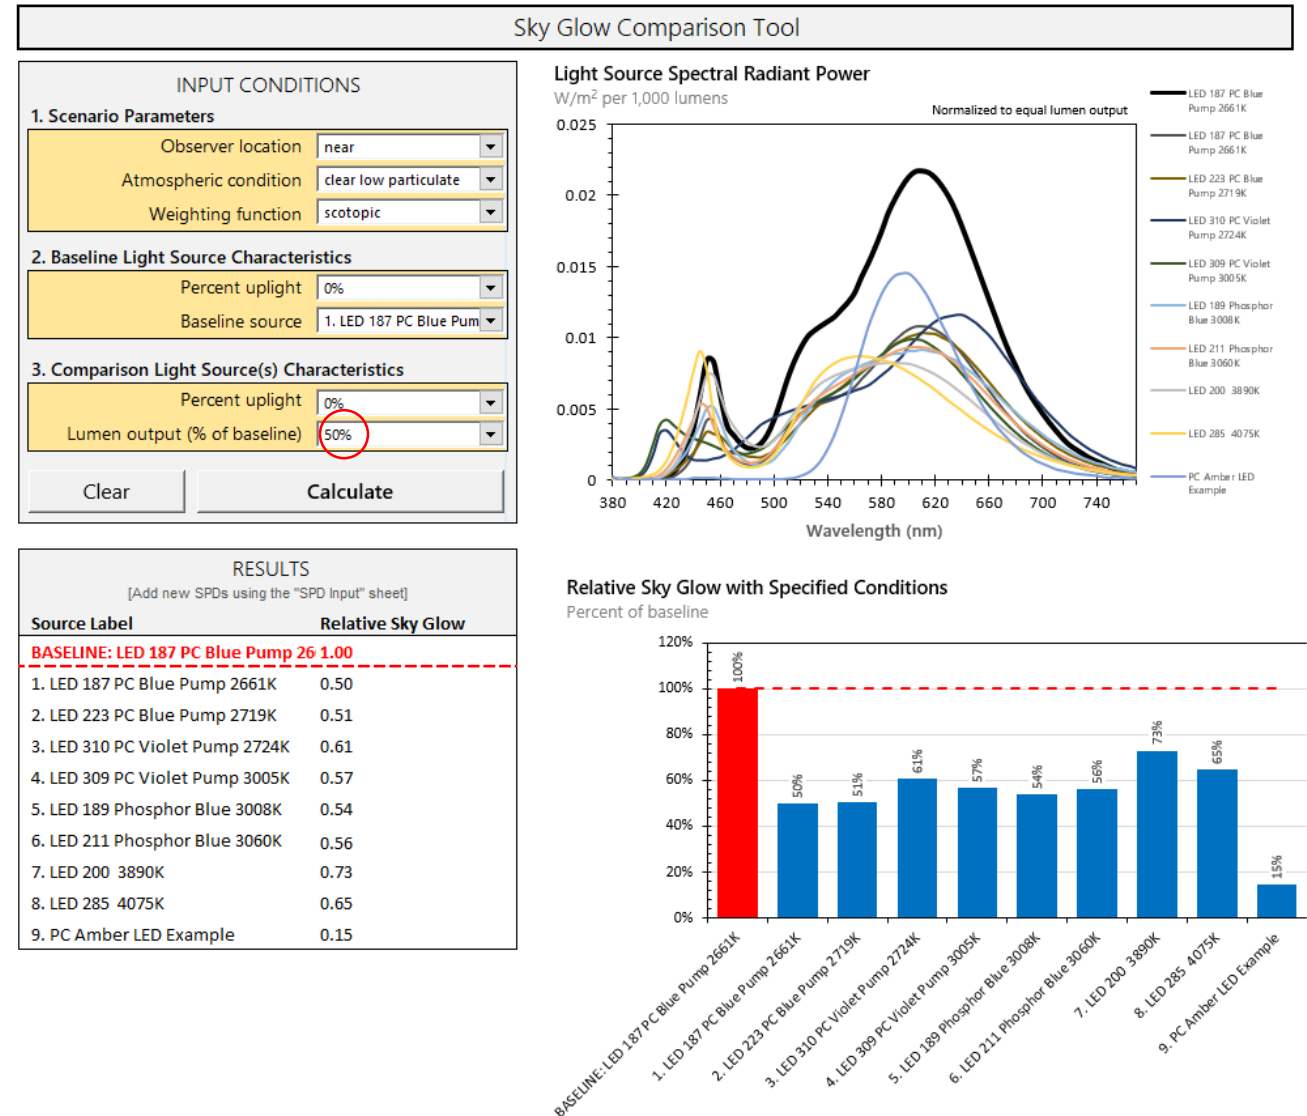 Sky Glow Comparison Tool
INPUT CONDITIONS
1. Scenario Parameters
Observer location near
Atmospheric condition clear low particulate
Weighting function scotopic
2. Baseline Light Source Characteristics
Percent uplight 0%
Baseline source 1. LED 187 PC Blue Pum
3. Comparison Light Source(s) Characteristics
Percent uplight 0%
Lumen output (% of baseline) 50%
Clear Calculate
RESULTS
[Add new SPDs using the "SPD Input" sheet]
Source Label Relative Sky Glow
BASELINE: LED 187 PC Blue Pump 26 1.00
1. LED 187 PC Blue Pump 2661K 0.50
2. LED 223 PC Blue Pump 2719K 0.51
3. LED 310 PC Violet Pump 2724K 0.61
4. LED 309 PC Violet Pump 3005K 0.57
5. LED 189 Phosphor Blue 3008K 0.54
6. LED 211 Phosphor Blue 3060K 0.56
7. LED 200 3890K 0.73
8. LED 285 4075K 0.65
9. PC Amber LED Example 0.15
Light Source Spectral Radiant Power
W/m² per 1,000 lumens
Normalized to equal lumen output
0.025
0.02
0.015
0.01
0.005
0
380 420 460 500 540 580 620 660 700 740
Wavelength (nm)
LED 187 PC Blue
Pump 2661K
LED 187 PC Blue
Pump 2661K
LED 223 PC Blue
Pump 2719K
LED 310 PC Violet
Pump 2724K
LED 309 PC Violet
Pump 3005K
LED 189 Phosphor
Blue 3008K
LED 211 Phosphor
Blue 3060K
LED 200 3890K
LED 285 4075K
PC Amber LED
Example
Relative Sky Glow with Specified Conditions
Percent of baseline
120%
100%
80%
60%
40%
20%
0%
100%
50%
51%
61%
57%
54%
56%
73%
65%
15%
BASELINE: LED 187 PC Blue Pump 2661K
1. LED 187 PC Blue Pump 2661K
2. LED 223 PC Blue Pump 2719K
3. LED 310 PC Violet Pump 2724K
4. LED 309 PC Violet Pump 3005K
5. LED 189 Phosphor Blue 3008K
6. LED 211 Phosphor Blue 3060K
7. LED 200 3890K
8. LED 285 4075K
9. PC Amber LED Example